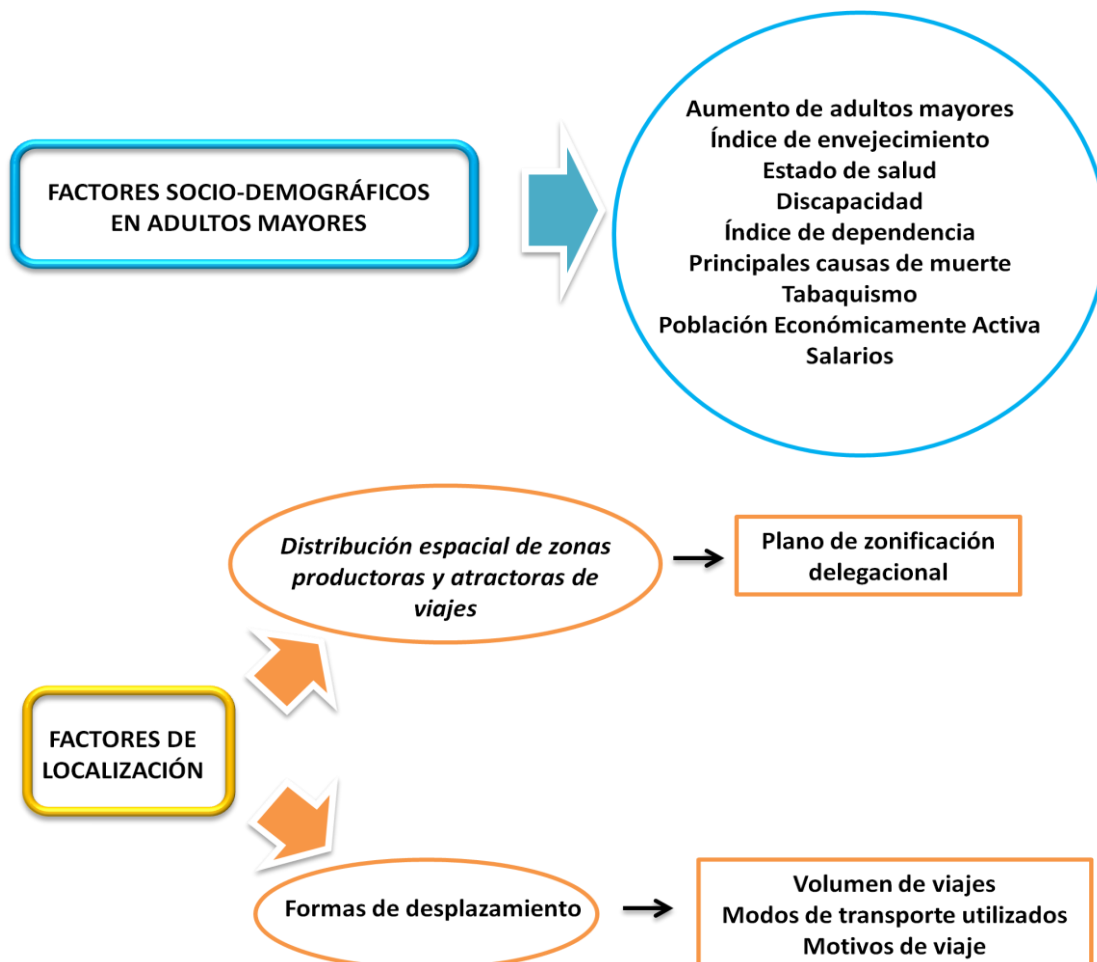 FACTORES SOCIO-DEMOGRÁFICOS
EN ADULTOS MAYORES
Aumento de adultos mayores
Índice de envejecimiento
Estado de salud
Discapacidad
Índice de dependencia
Principales causas de muerte
Tabaquismo
Población Económicamente Activa
Salarios
FACTORES DE
LOCALIZACIÓN
Distribución espacial de zonas
productoras y atractoras de
viajes
Plano de zonificación
delegacional
Formas de desplazamiento
Volumen de viajes
Modos de transporte utilizados
Motivos de viaje